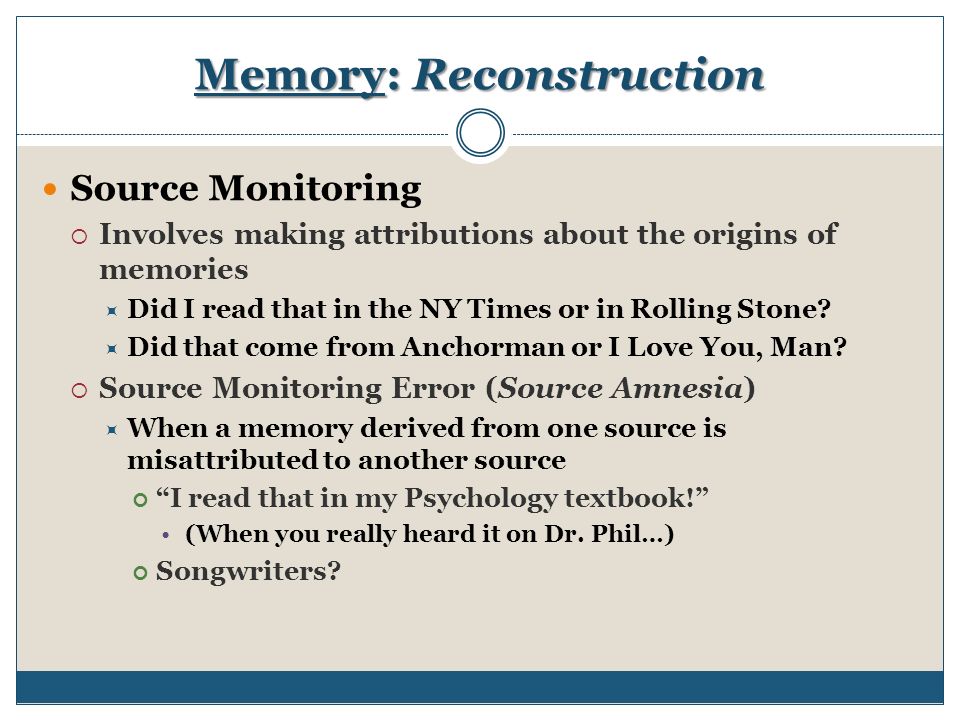 Memory: Reconstruction
Source Monitoring
Involves making attributions about the origins of
memories
Did I read that in the NY Times or in Rolling Stone?
Did that come from Anchorman or I Love You, Man?
Source Monitoring Error (Source Amnesia)
When a memory derived from one source is
misattributed to another source
“I read that in my Psychology textbook!”
(When you really heard it on Dr. Phil…)
Songwriters?